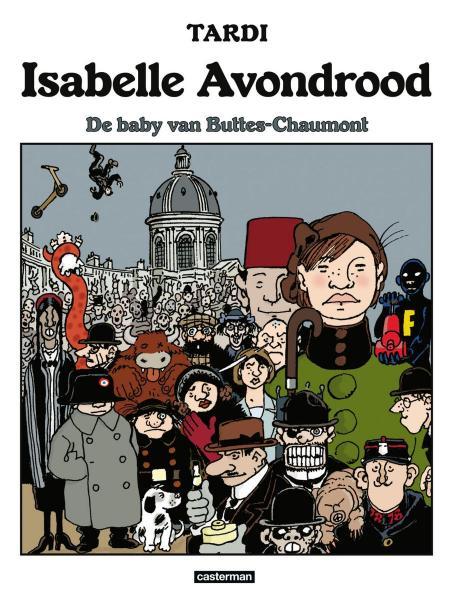 TARDI
Isabelle Avondrood
De baby van Buttes-Chaumont
F
casterman